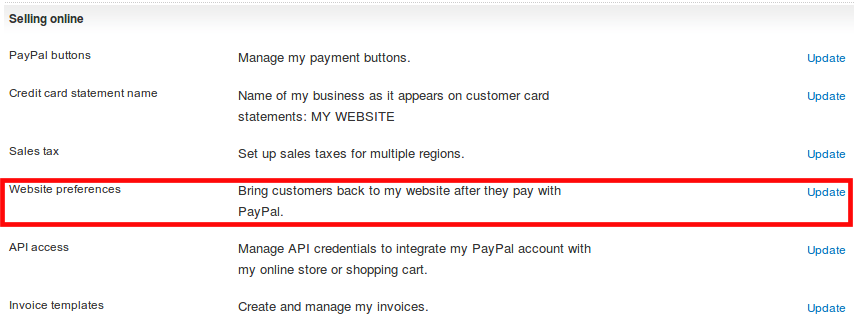 Selling online
PayPal buttons Manage my payment buttons. Update
Credit card statement name Name of my business as it appears on customer card Update
statements: MY WEBSITE
Sales tax Set up sales taxes for multiple regions. Update
Website preferences Bring customers back to my website after they pay with Update
PayPal.
API access Manage API credentials to integrate my PayPal account with Update
my online store or shopping cart.
Invoice templates Create and manage my invoices. Update